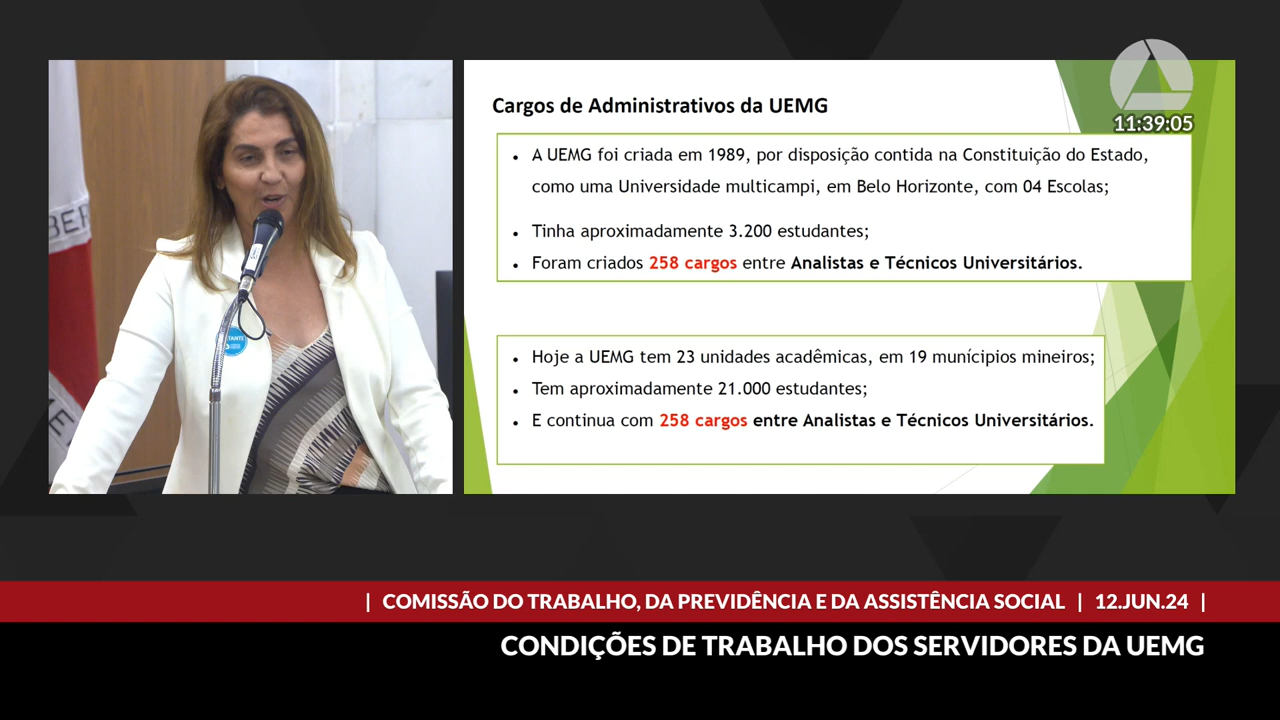 Cargos de Administrativos da UEMG
11:39:05
• A UEMG foi criada em 1989, por disposição contida na Constituição do Estado,
como uma Universidade multicampi, em Belo Horizonte, com 04 Escolas;
• Tinha aproximadamente 3.200 estudantes;
• Foram criados 258 cargos entre Analistas e Técnicos Universitários.
• Hoje a UEMG tem 23 unidades acadêmicas, em 19 munícipios mineiros;
• Tem aproximadamente 21.000 estudantes;
• E continua com 258 cargos entre Analistas e Técnicos Universitários.
BER
TANTE
| COMISSÃO DO TRABALHO, DA PREVIDÊNCIA E DA ASSISTÊNCIA SOCIAL | 12.JUN.24 |
CONDIÇÕES DE TRABALHO DOS SERVIDORES DA UEMG